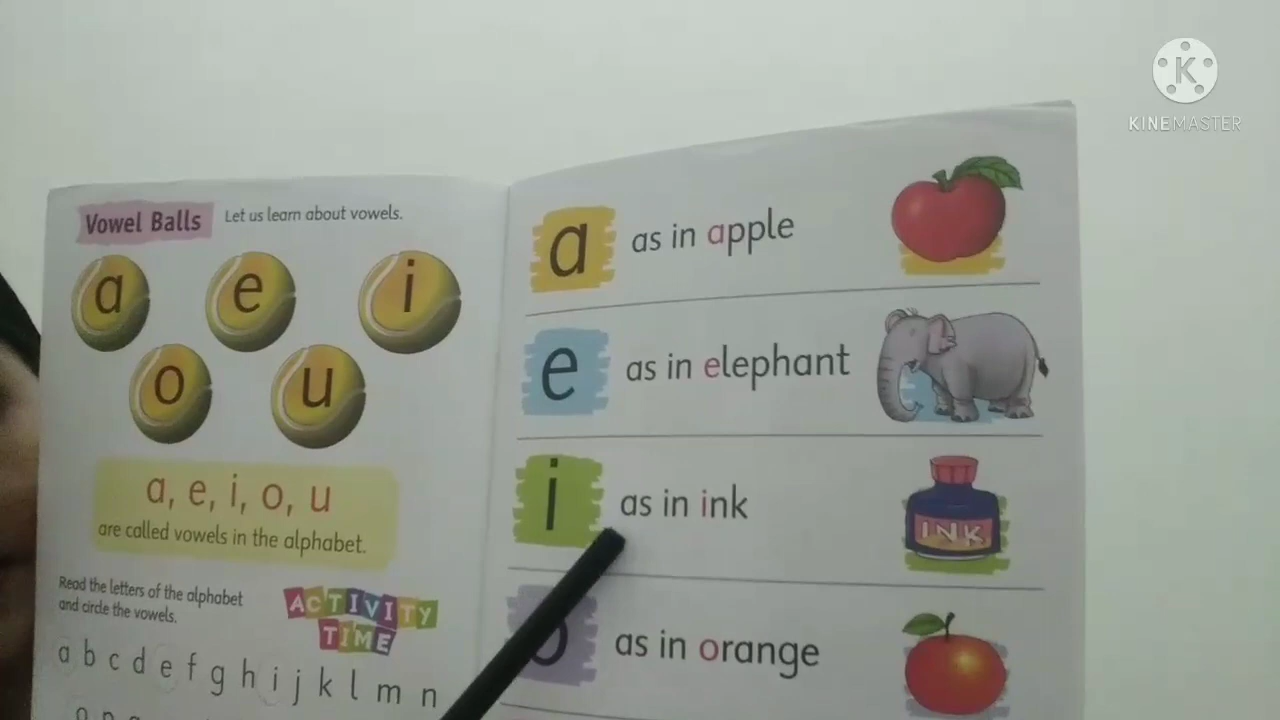 K
KINEMASTER
Vowel Balls
Let us learn about vowels.
a e i
o u
a, e, i, o, u
are called vowels in the alphabet.
Read the letters of the alphabet
and circle the vowels.
ACTIVITY
TIME
a b c d e f g h i j k l m n
o p
a as in apple
e as in elephant
i as in ink
INK
o as in orange